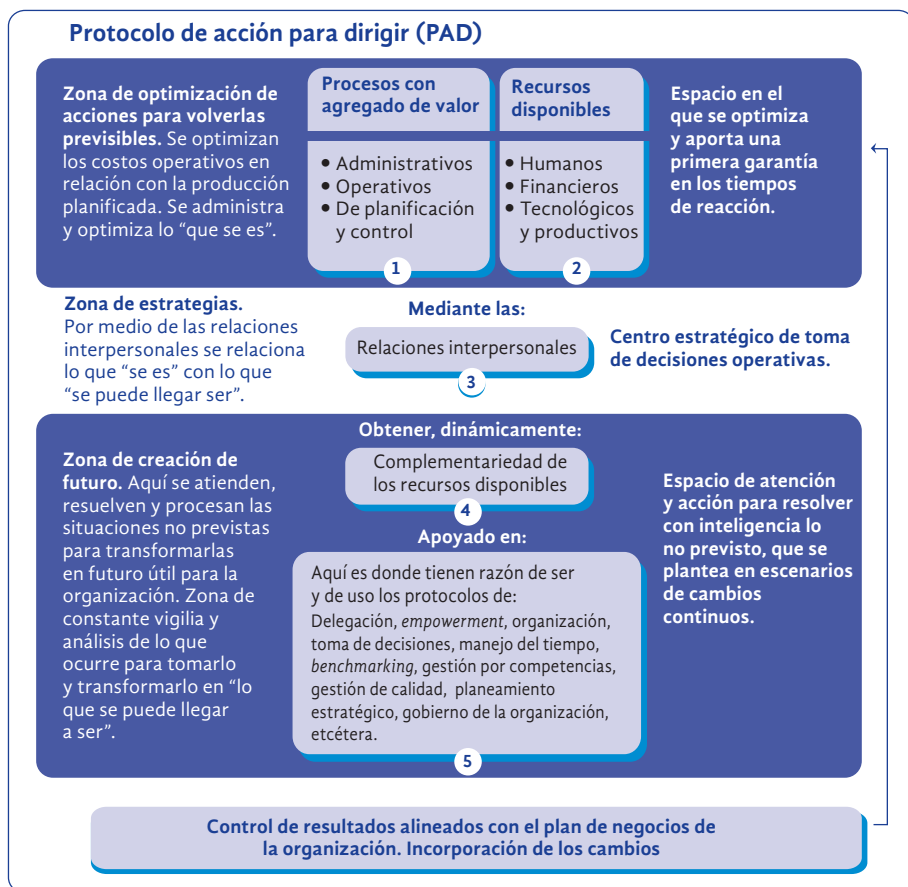 Protocolo de acción para dirigir (PAD)
Zona de optimización de
acciones para volverlas
previsibles. Se optimizan
los costos operativos en
relación con la producción
planificada. Se administra
y optimiza lo “que se es”.
Procesos con
agregado de valor
• Administrativos
• Operativos
• De planificación
y control
1
Recursos
disponibles
• Humanos
• Financieros
• Tecnológicos
y productivos
2
Espacio en el
que se optimiza
y aporta una
primera garantía
en los tiempos
de reacción.
Zona de estrategias.
Por medio de las relaciones
interpersonales se relaciona
lo que “se es” con lo que
“se puede llegar ser”.
Mediante las:
Relaciones interpersonales
3
Centro estratégico de toma
de decisiones operativas.
Zona de creación de
futuro. Aquí se atienden,
resuelven y procesan las
situaciones no previstas
para transformarlas
en futuro útil para la
organización. Zona de
constante vigilia y
análisis de lo que
ocurre para tomarlo
y transformarlo en “lo
que se puede llegar
a ser”.
Obtener, dinámicamente:
Complementariedad de
los recursos disponibles
4
Apoyado en:
Aquí es donde tienen razón de ser
y de uso los protocolos de:
Delegación, empowerment, organización,
toma de decisiones, manejo del tiempo,
benchmarking, gestión por competencias,
gestión de calidad, planeamiento
estratégico, gobierno de la organización,
etcétera.
5
Espacio de atención
y acción para resolver
con inteligencia lo
no previsto, que se
plantea en escenarios
de cambios
continuos.
Control de resultados alineados con el plan de negocios de
la organización. Incorporación de los cambios